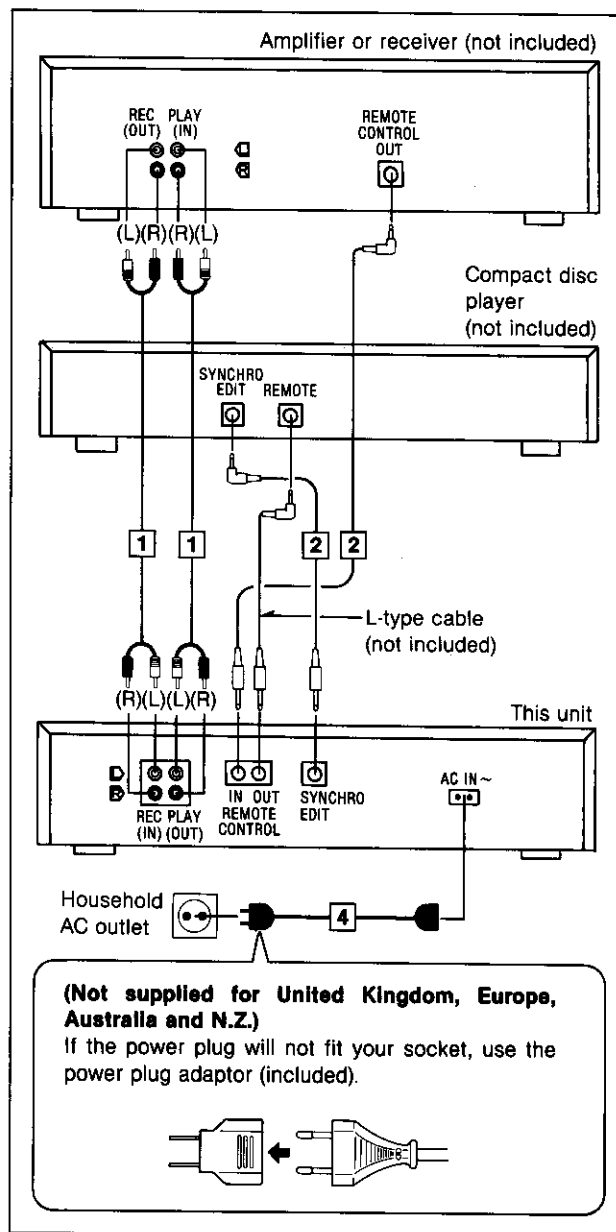 Amplifier or receiver (not included)
REC PLAY
(OUT) (IN)
L
R
REMOTE
CONTROL
OUT
(L)(R)(R)(L)
Compact disc
player
(not included)
SYNCHRO
EDIT REMOTE
1 1 2 2
L-type cable
(not included)
(R)(L)(L)(R)
This unit
L
R
REC PLAY
(IN) (OUT)
IN OUT
REMOTE
CONTROL
SYNCHRO
EDIT
AC IN ~
Household
AC outlet
4
(Not supplied for United Kingdom, Europe,
Australia and N.Z.)
If the power plug will not fit your socket, use the
power plug adaptor (included).